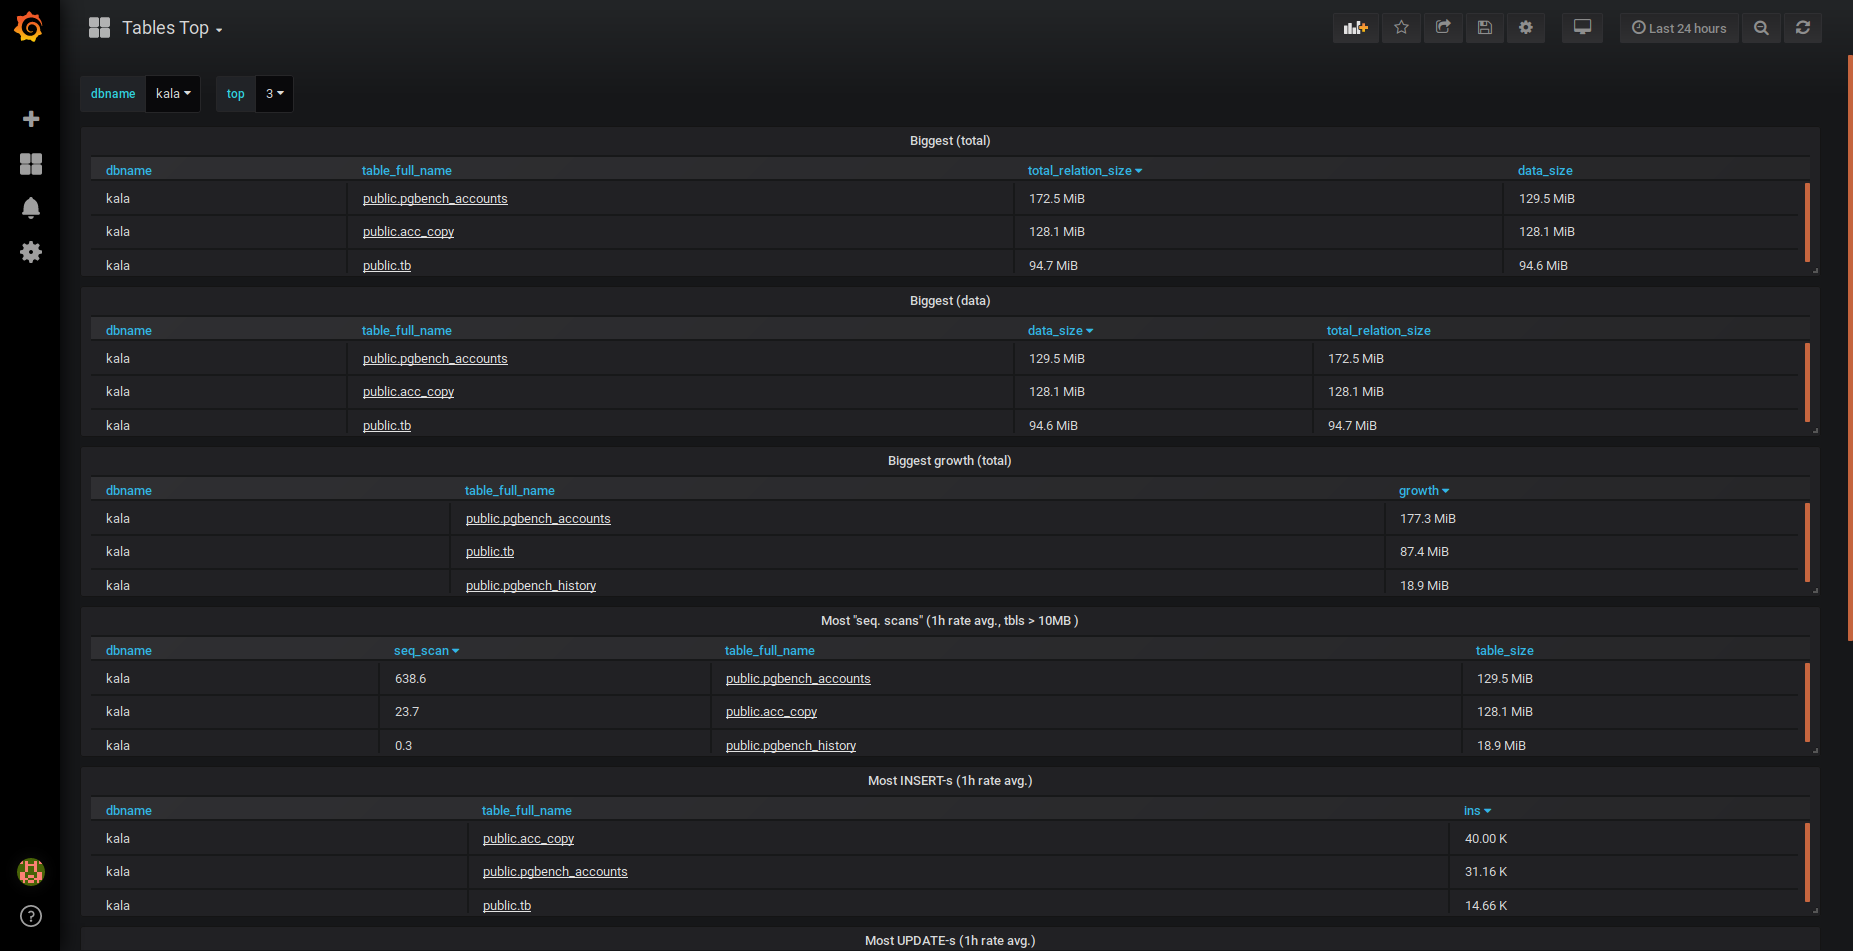 Tables Top
Last 24 hours
dbname kala top 3
Biggest (total)
dbname table_full_name total_relation_size data_size
kala public.pgbench_accounts 172.5 MiB 129.5 MiB
kala public.acc_copy 128.1 MiB 128.1 MiB
kala public.tb 94.7 MiB 94.6 MiB
Biggest (data)
dbname table_full_name data_size total_relation_size
kala public.pgbench_accounts 129.5 MiB 172.5 MiB
kala public.acc_copy 128.1 MiB 128.1 MiB
kala public.tb 94.6 MiB 94.7 MiB
Biggest growth (total)
dbname table_full_name growth
kala public.pgbench_accounts 177.3 MiB
kala public.tb 87.4 MiB
kala public.pgbench_history 18.9 MiB
Most "seq. scans" (1h rate avg., tbls > 10MB )
dbname seq_scan table_full_name table_size
kala 638.6 public.pgbench_accounts 129.5 MiB
kala 23.7 public.acc_copy 128.1 MiB
kala 0.3 public.pgbench_history 18.9 MiB
Most INSERT-s (1h rate avg.)
dbname table_full_name ins
kala public.acc_copy 40.00 K
kala public.pgbench_accounts 31.16 K
kala public.tb 14.66 K
Most UPDATE-s (1h rate avg.)